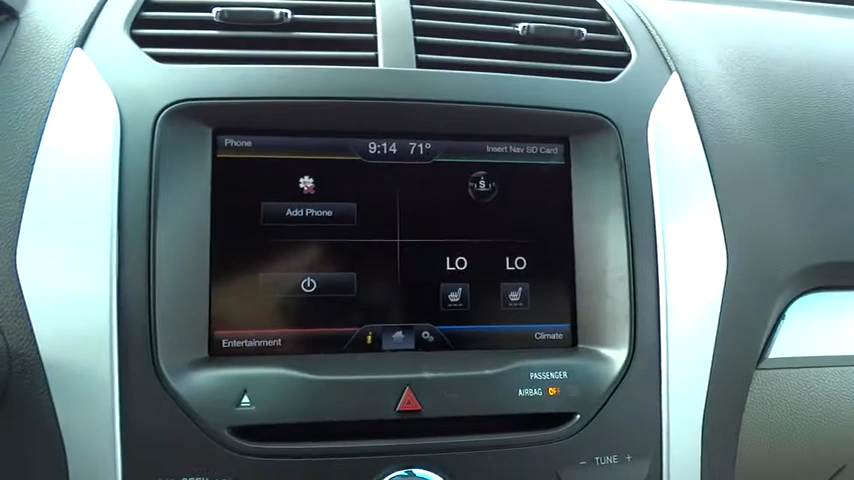 Phone
9:14 71°
Insert Nav SD Card
S
Add Phone
LO LO
Entertainment
i
Climate
PASSENGER
AIRBAG OFF
- TUNE +